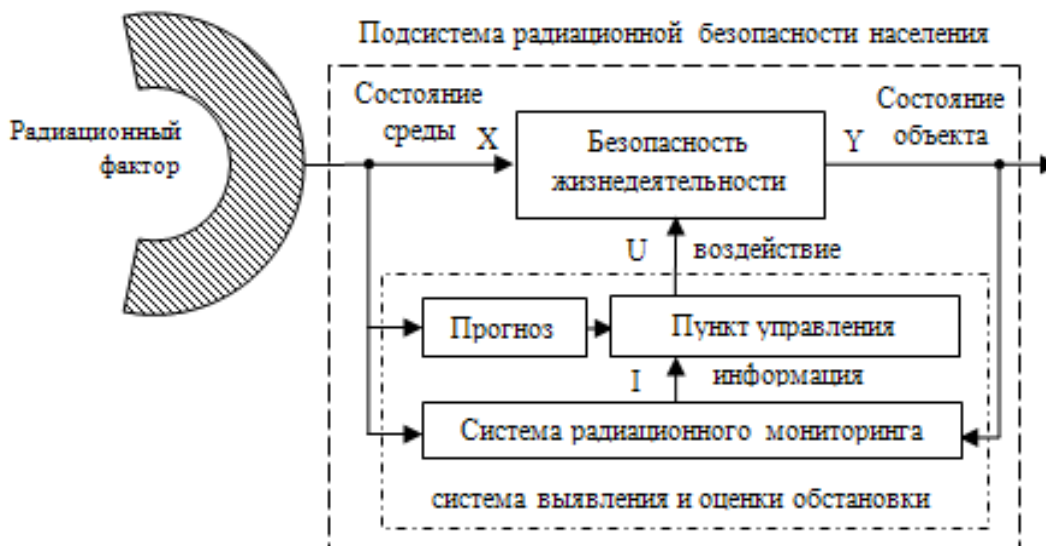 Подсистема радиационной безопасности населения
Радиационный
фактор
Состояние
среды
X
Безопасность
жизнедеятельности
Y
Состояние
объекта
U воздействие
Прогноз
Пункт управления
I информация
Система радиационного мониторинга
система выявления и оценки обстановки